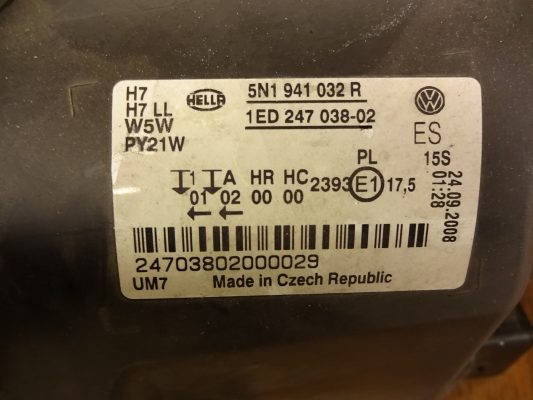 H7
H7 LL
W5W
PY21W
HELLA
5N1 941 032 R
1ED 247 038-02
ES
PL
15S
1 A HR HC 2393 E1 17,5
01 02 00 00
24.09.2008
01:28
24703802000029
UM7 Made in Czech Republic